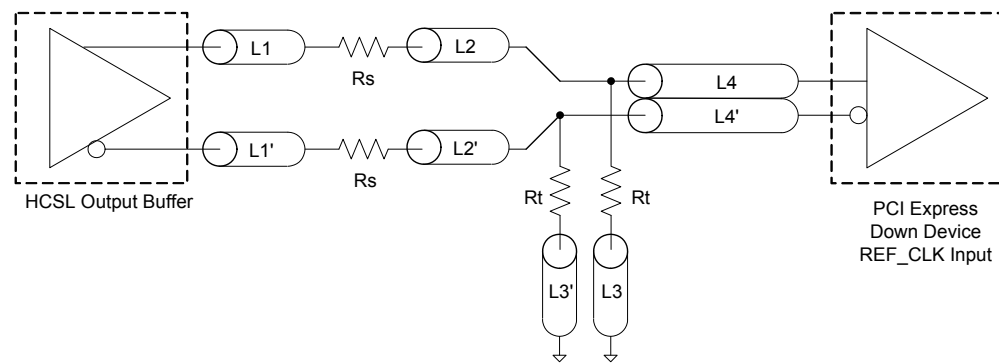 L1
Rs
L2
L4
L4'
L1'
Rs
L2'
HCSL Output Buffer
Rt
Rt
L3'
L3
PCI Express
Down Device
REF_CLK Input